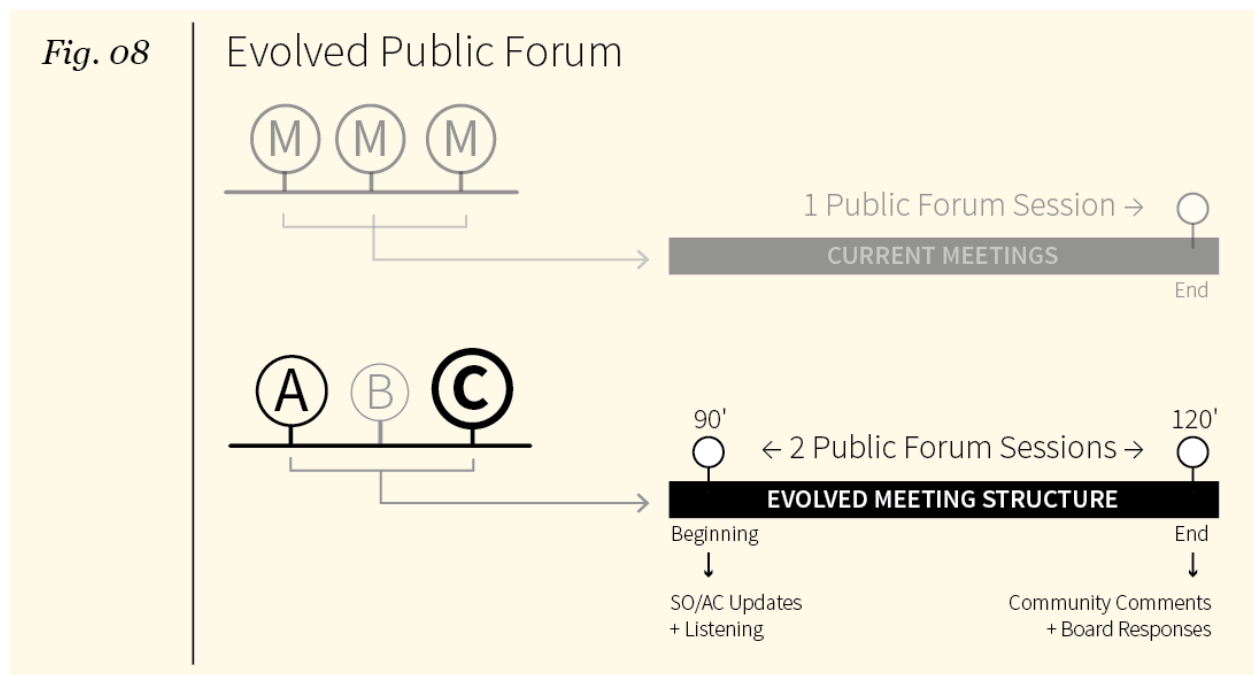 Fig. 08
Evolved Public Forum
M M M
1 Public Forum Session →
CURRENT MEETINGS
End
A B C
90' 120'
← 2 Public Forum Sessions →
EVOLVED MEETING STRUCTURE
Beginning End
SO/AC Updates
+ Listening
Community Comments
+ Board Responses